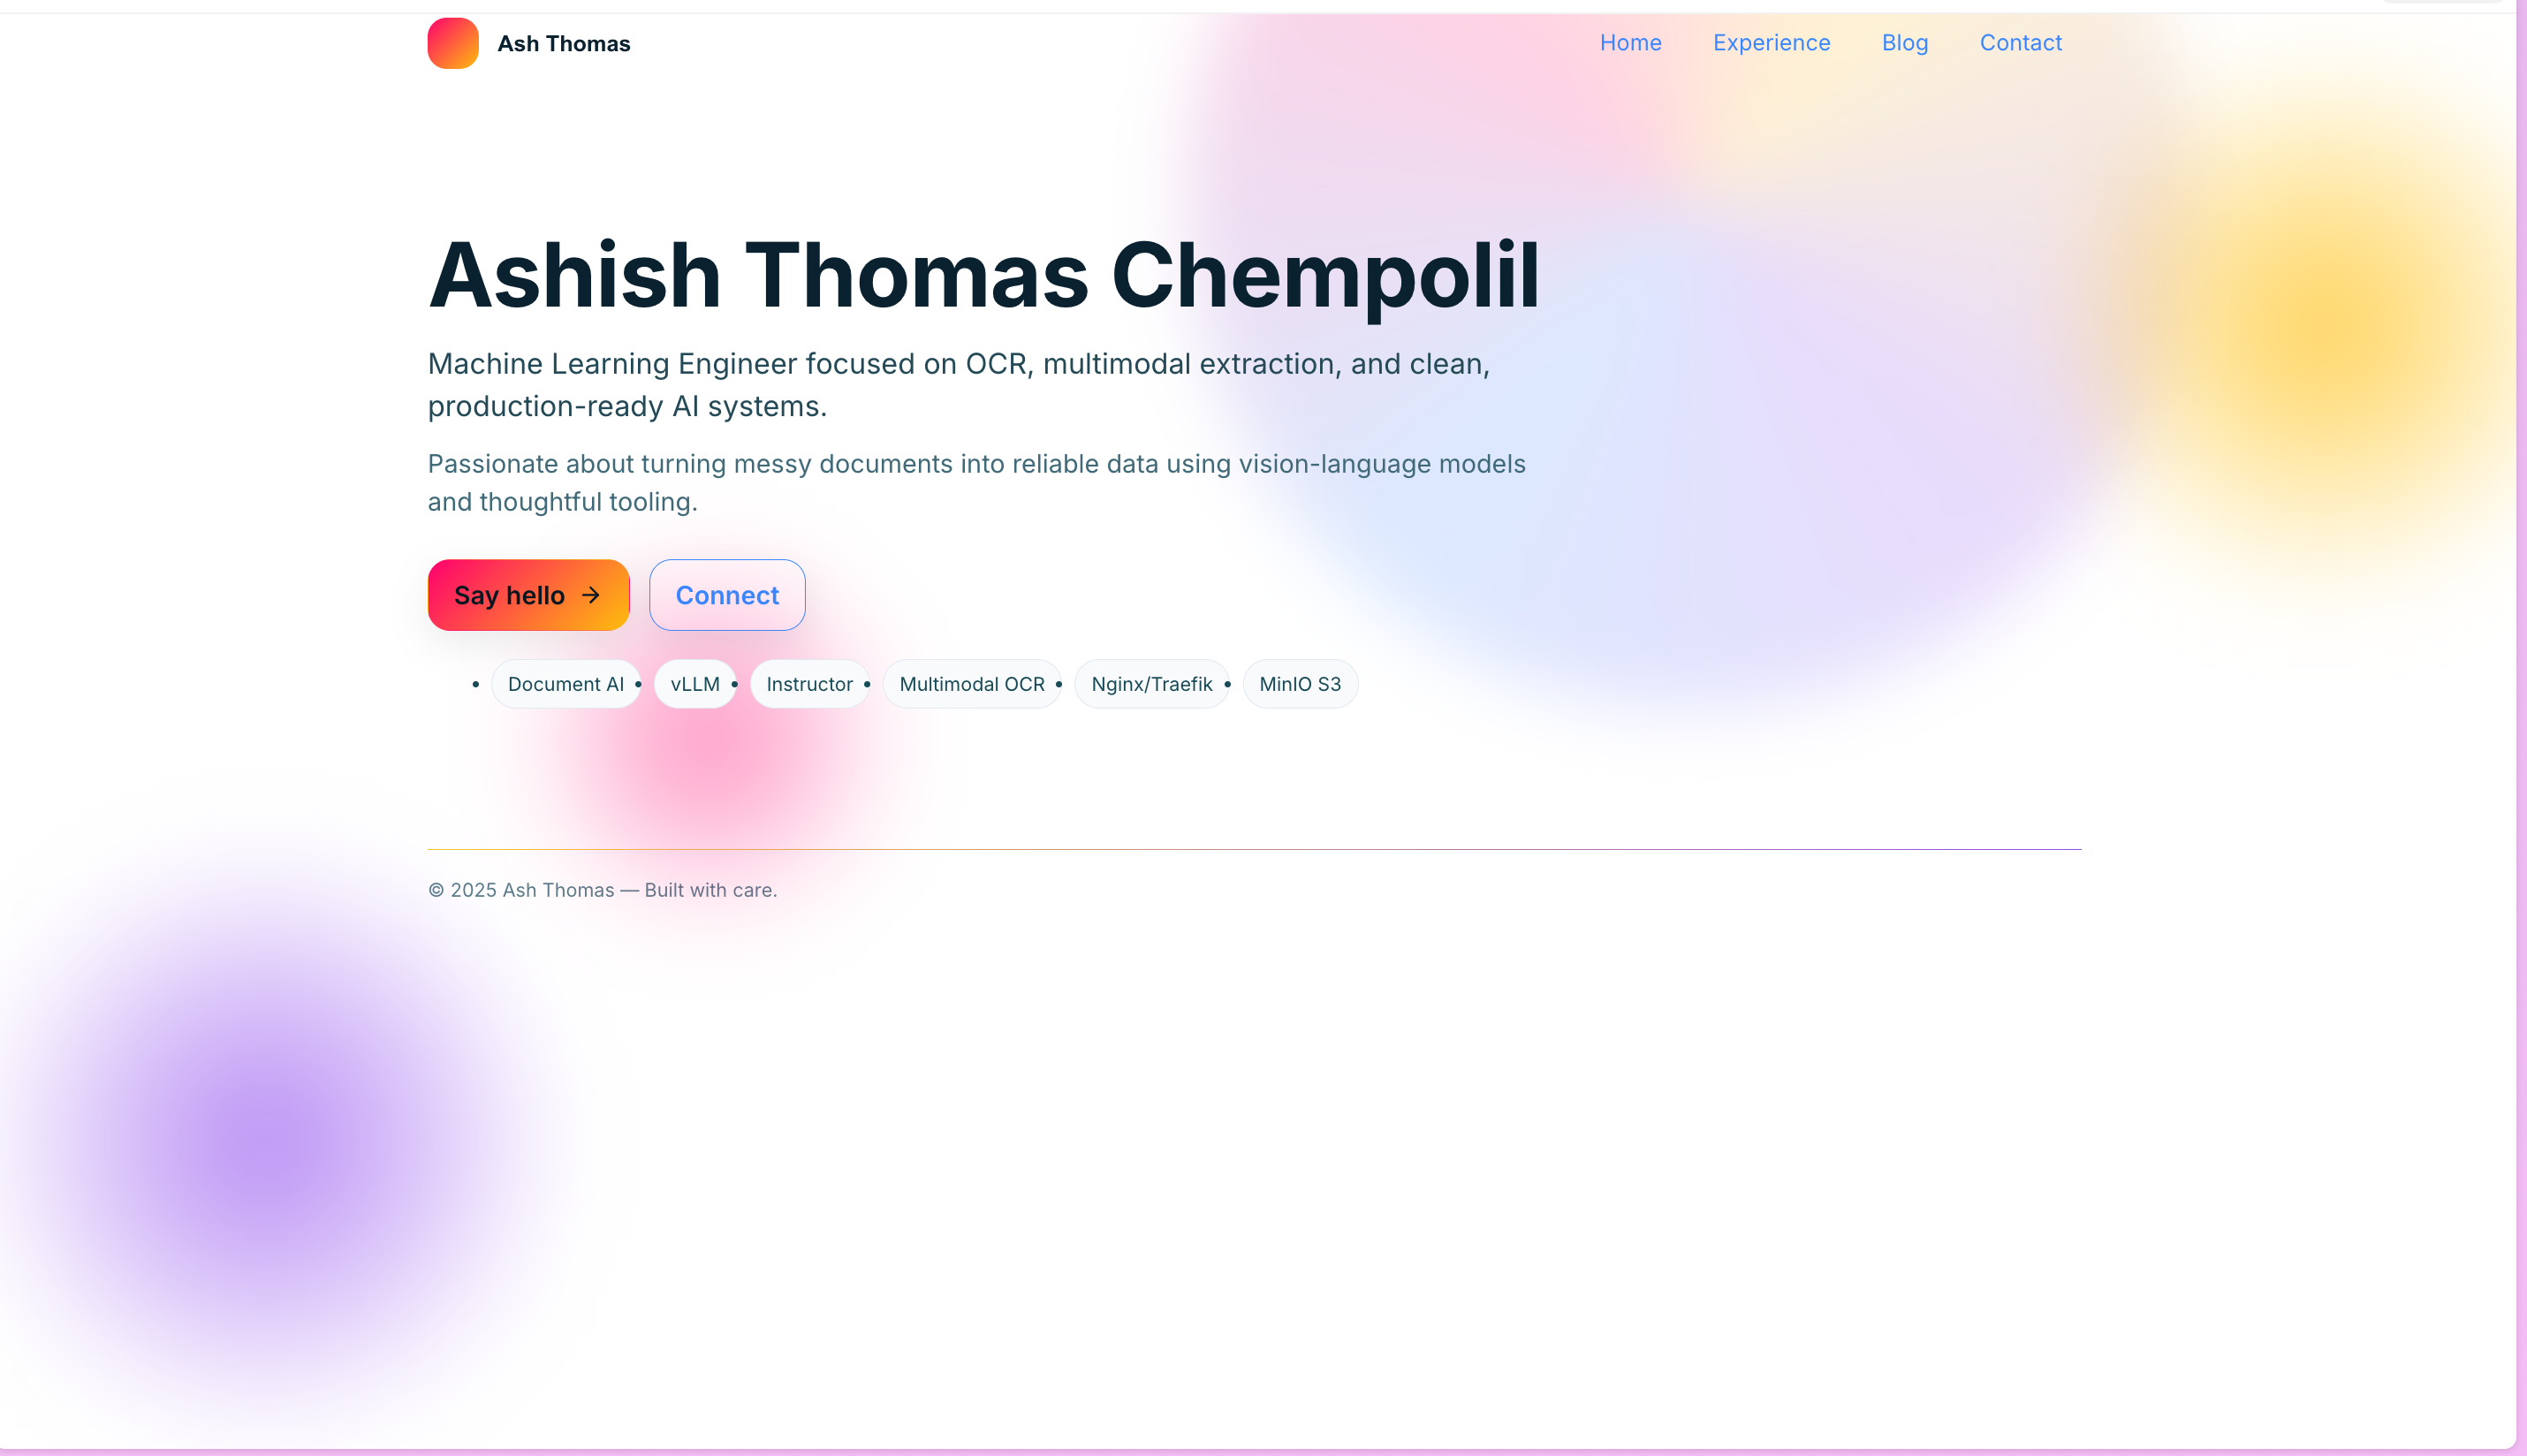 Ash Thomas
Home Experience Blog Contact
Ashish Thomas Chempolil
Machine Learning Engineer focused on OCR, multimodal extraction, and clean,
production-ready AI systems.
Passionate about turning messy documents into reliable data using vision-language models
and thoughtful tooling.
Say hello → Connect
• Document AI • vLLM • Instructor • Multimodal OCR • Nginx/Traefik • MinIO S3
© 2025 Ash Thomas — Built with care.